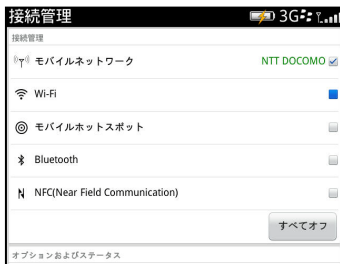 接続管理 3G
接続管理
モバイルネットワーク NTT DOCOMO
Wi-Fi
モバイルホットスポット
Bluetooth
NFC(Near Field Communication)
すべてオフ
オプションおよびステータス